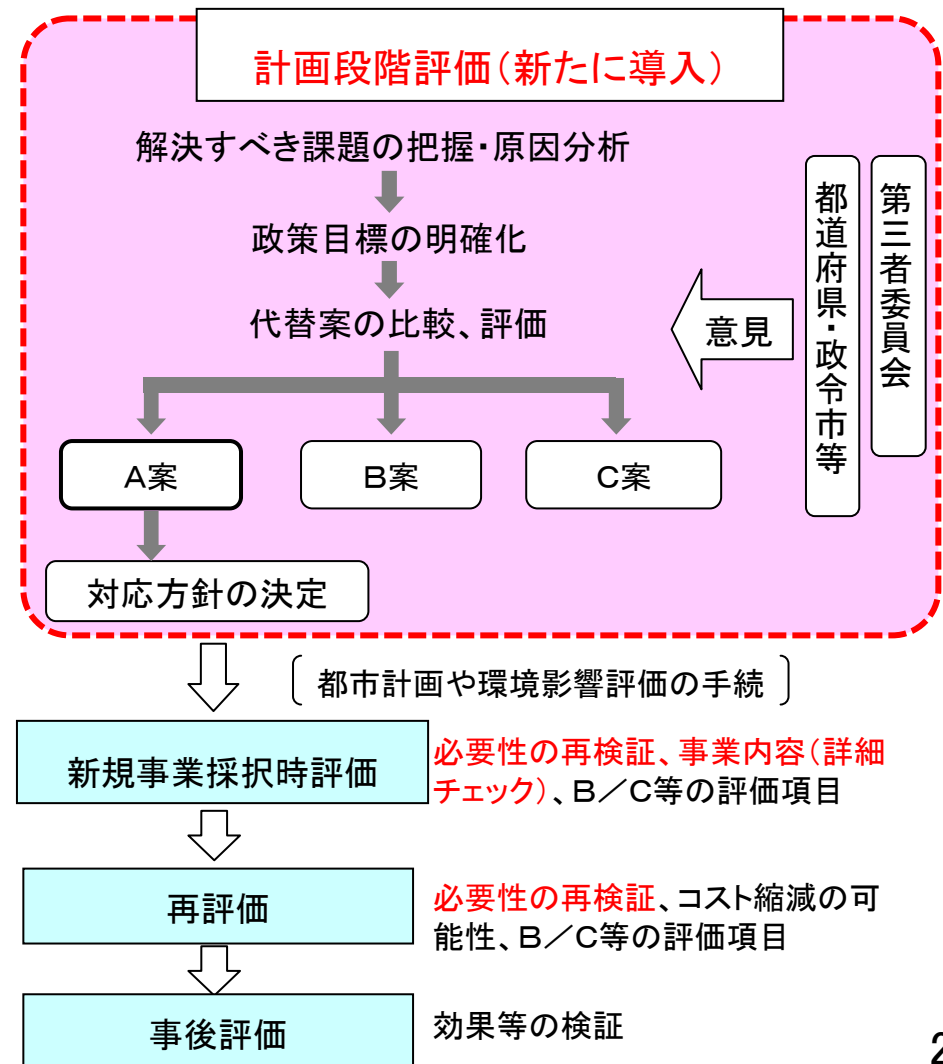 計画段階評価(新たに導入)
解決すべき課題の把握・原因分析
政策目標の明確化
代替案の比較、評価
意見
都道府県・政令市等
第三者委員会
A案
B案
C案
対応方針の決定
都市計画や環境影響評価の手続
新規事業採択時評価
必要性の再検証、事業内容(詳細
チェック)、B/C等の評価項目
再評価
必要性の再検証、コスト縮減の可
能性、B/C等の評価項目
事後評価
効果等の検証
2